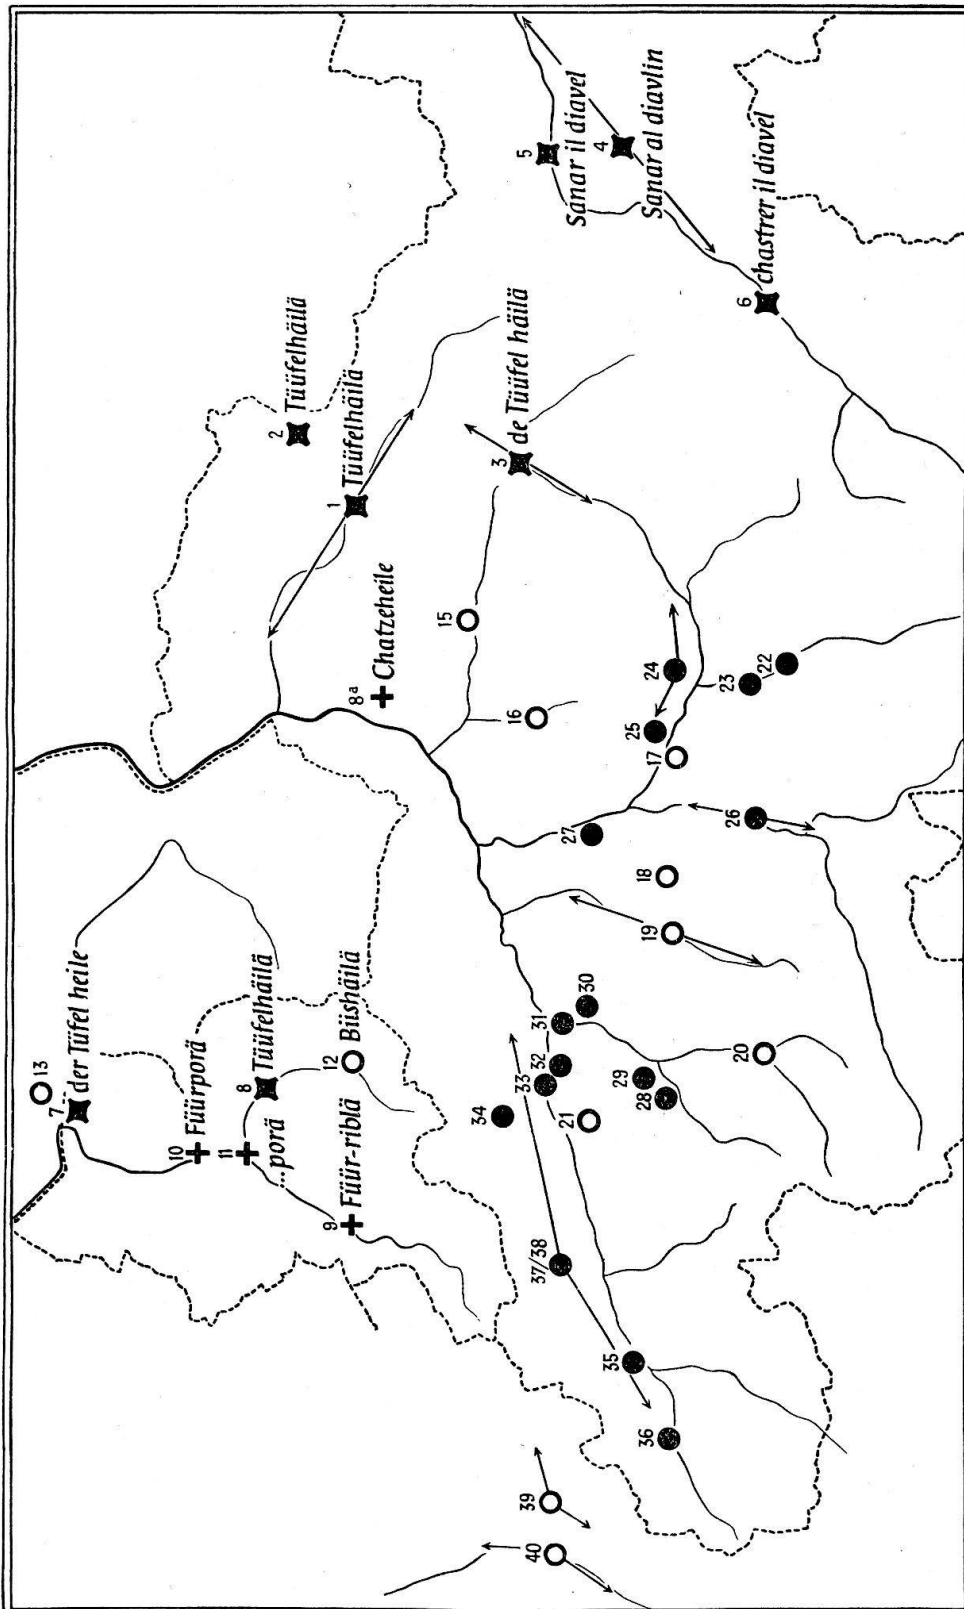 13
7
der Tüfel heile
10
Füürporä
11
...porä
8
Tüüfelhäilä
12
Büshäilä
9
Füür-riblä
2
Tüüfelhäilä
1
Tüüfelhäilä
8a
Chatzeheile
3
de Tüüfel häilä
5
Sanar il diavel
4
Sanar al diavlin
6
Chastrer il diavel
15
16
24
25
17
23
22
27
26
18
19
30
31
32
33
34
29
28
20
21
37/38
35
36
39
40